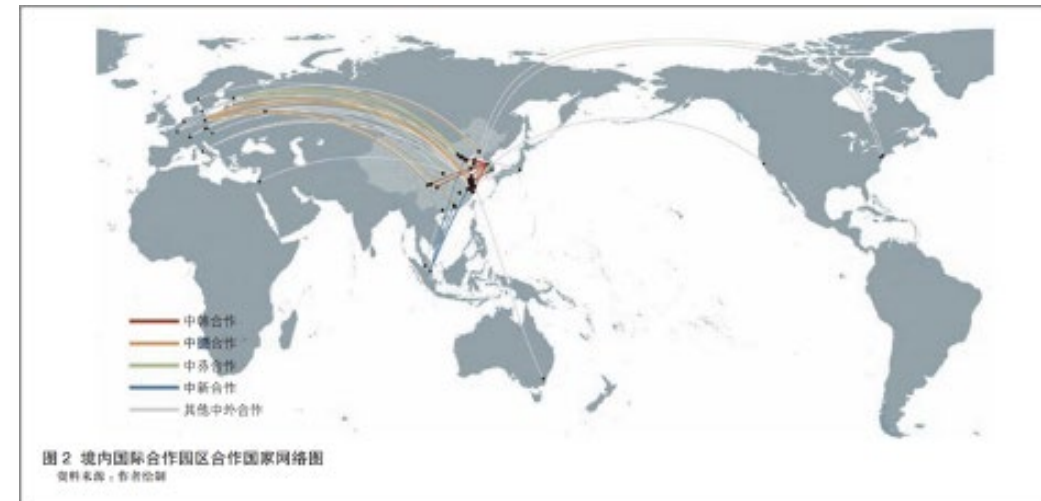 中韩合作
中德合作
中芬合作
中新合作
其他中外合作
图 2 境内国际合作园区合作国家网络图
资料来源：作者绘制